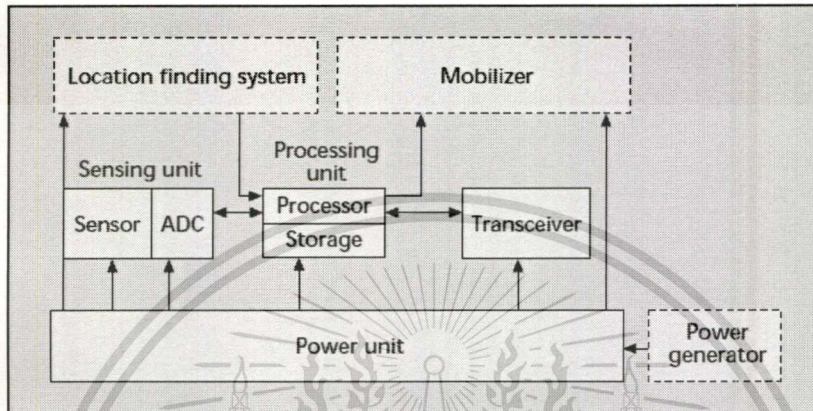 Location finding system
Mobilizer
Sensing unit
Processing
unit
Sensor
ADC
Processor
Storage
Transceiver
Power unit
Power
generator